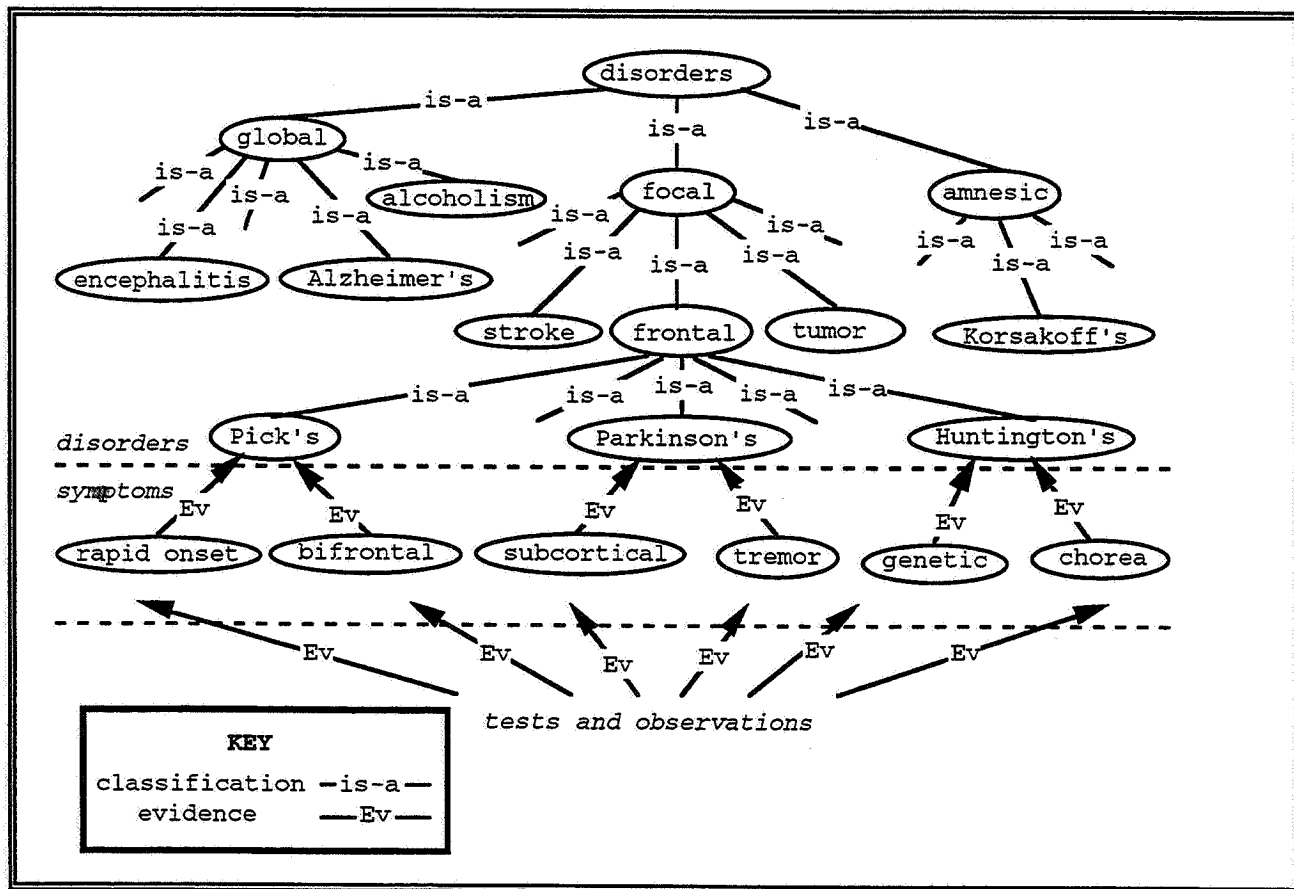 disorders
is-a
is-a
is-a
global
is-a
is-a
is-a
is-a
is-a
alcoholism
encephalitis
Alzheimer's
focal
is-a
is-a
is-a
is-a
is-a
stroke
frontal
tumor
amnesic
is-a
is-a
is-a
Korsakoff's
is-a
is-a
is-a
is-a
is-a
Pick's
Parkinson's
Huntington's
disorders
symptoms
Ev
Ev
Ev
Ev
Ev
Ev
rapid onset
bifrontal
subcortical
tremor
genetic
chorea
Ev
Ev
Ev
Ev
Ev
Ev
tests and observations
KEY
classification is-a
evidence Ev